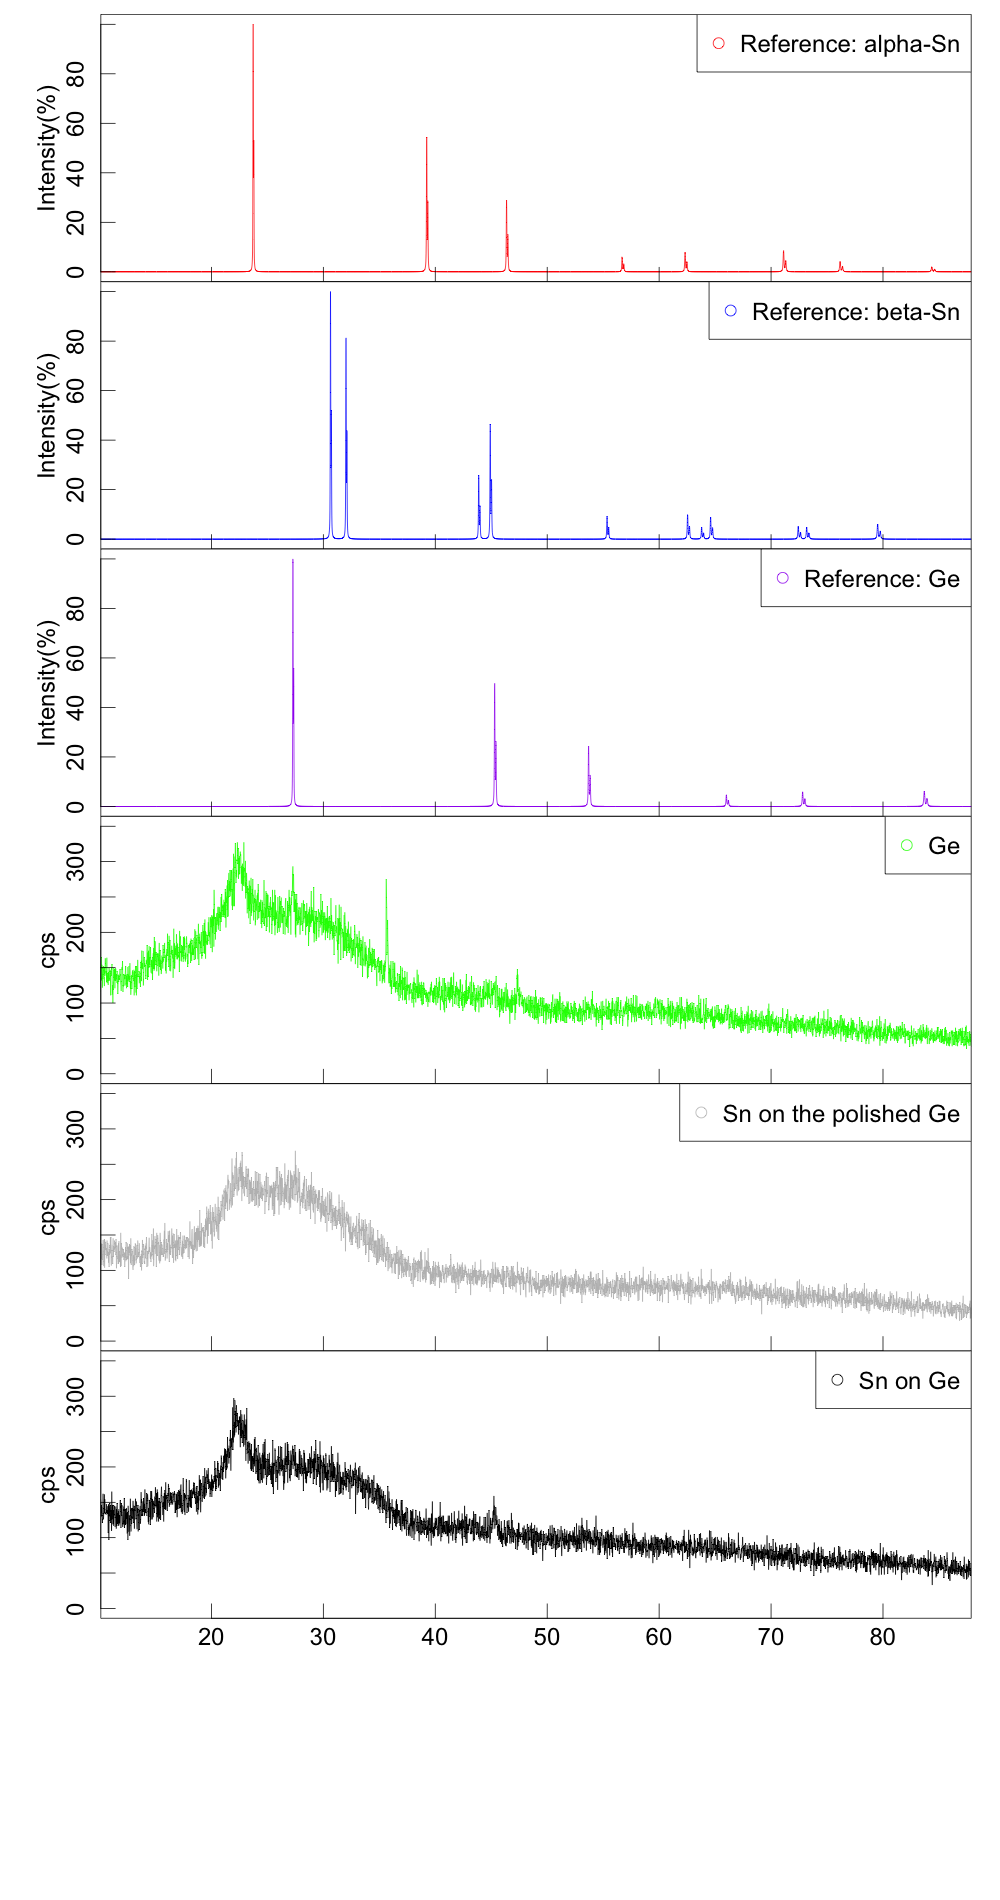 Reference: alpha-Sn
Intensity(%)
0 20 40 60 80
Reference: beta-Sn
Intensity(%)
0 20 40 60 80
Reference: Ge
Intensity(%)
0 20 40 60 80
Ge
cps
0 100 200 300
Sn on the polished Ge
cps
0 100 200 300
Sn on Ge
cps
0 100 200 300
20 30 40 50 60 70 80